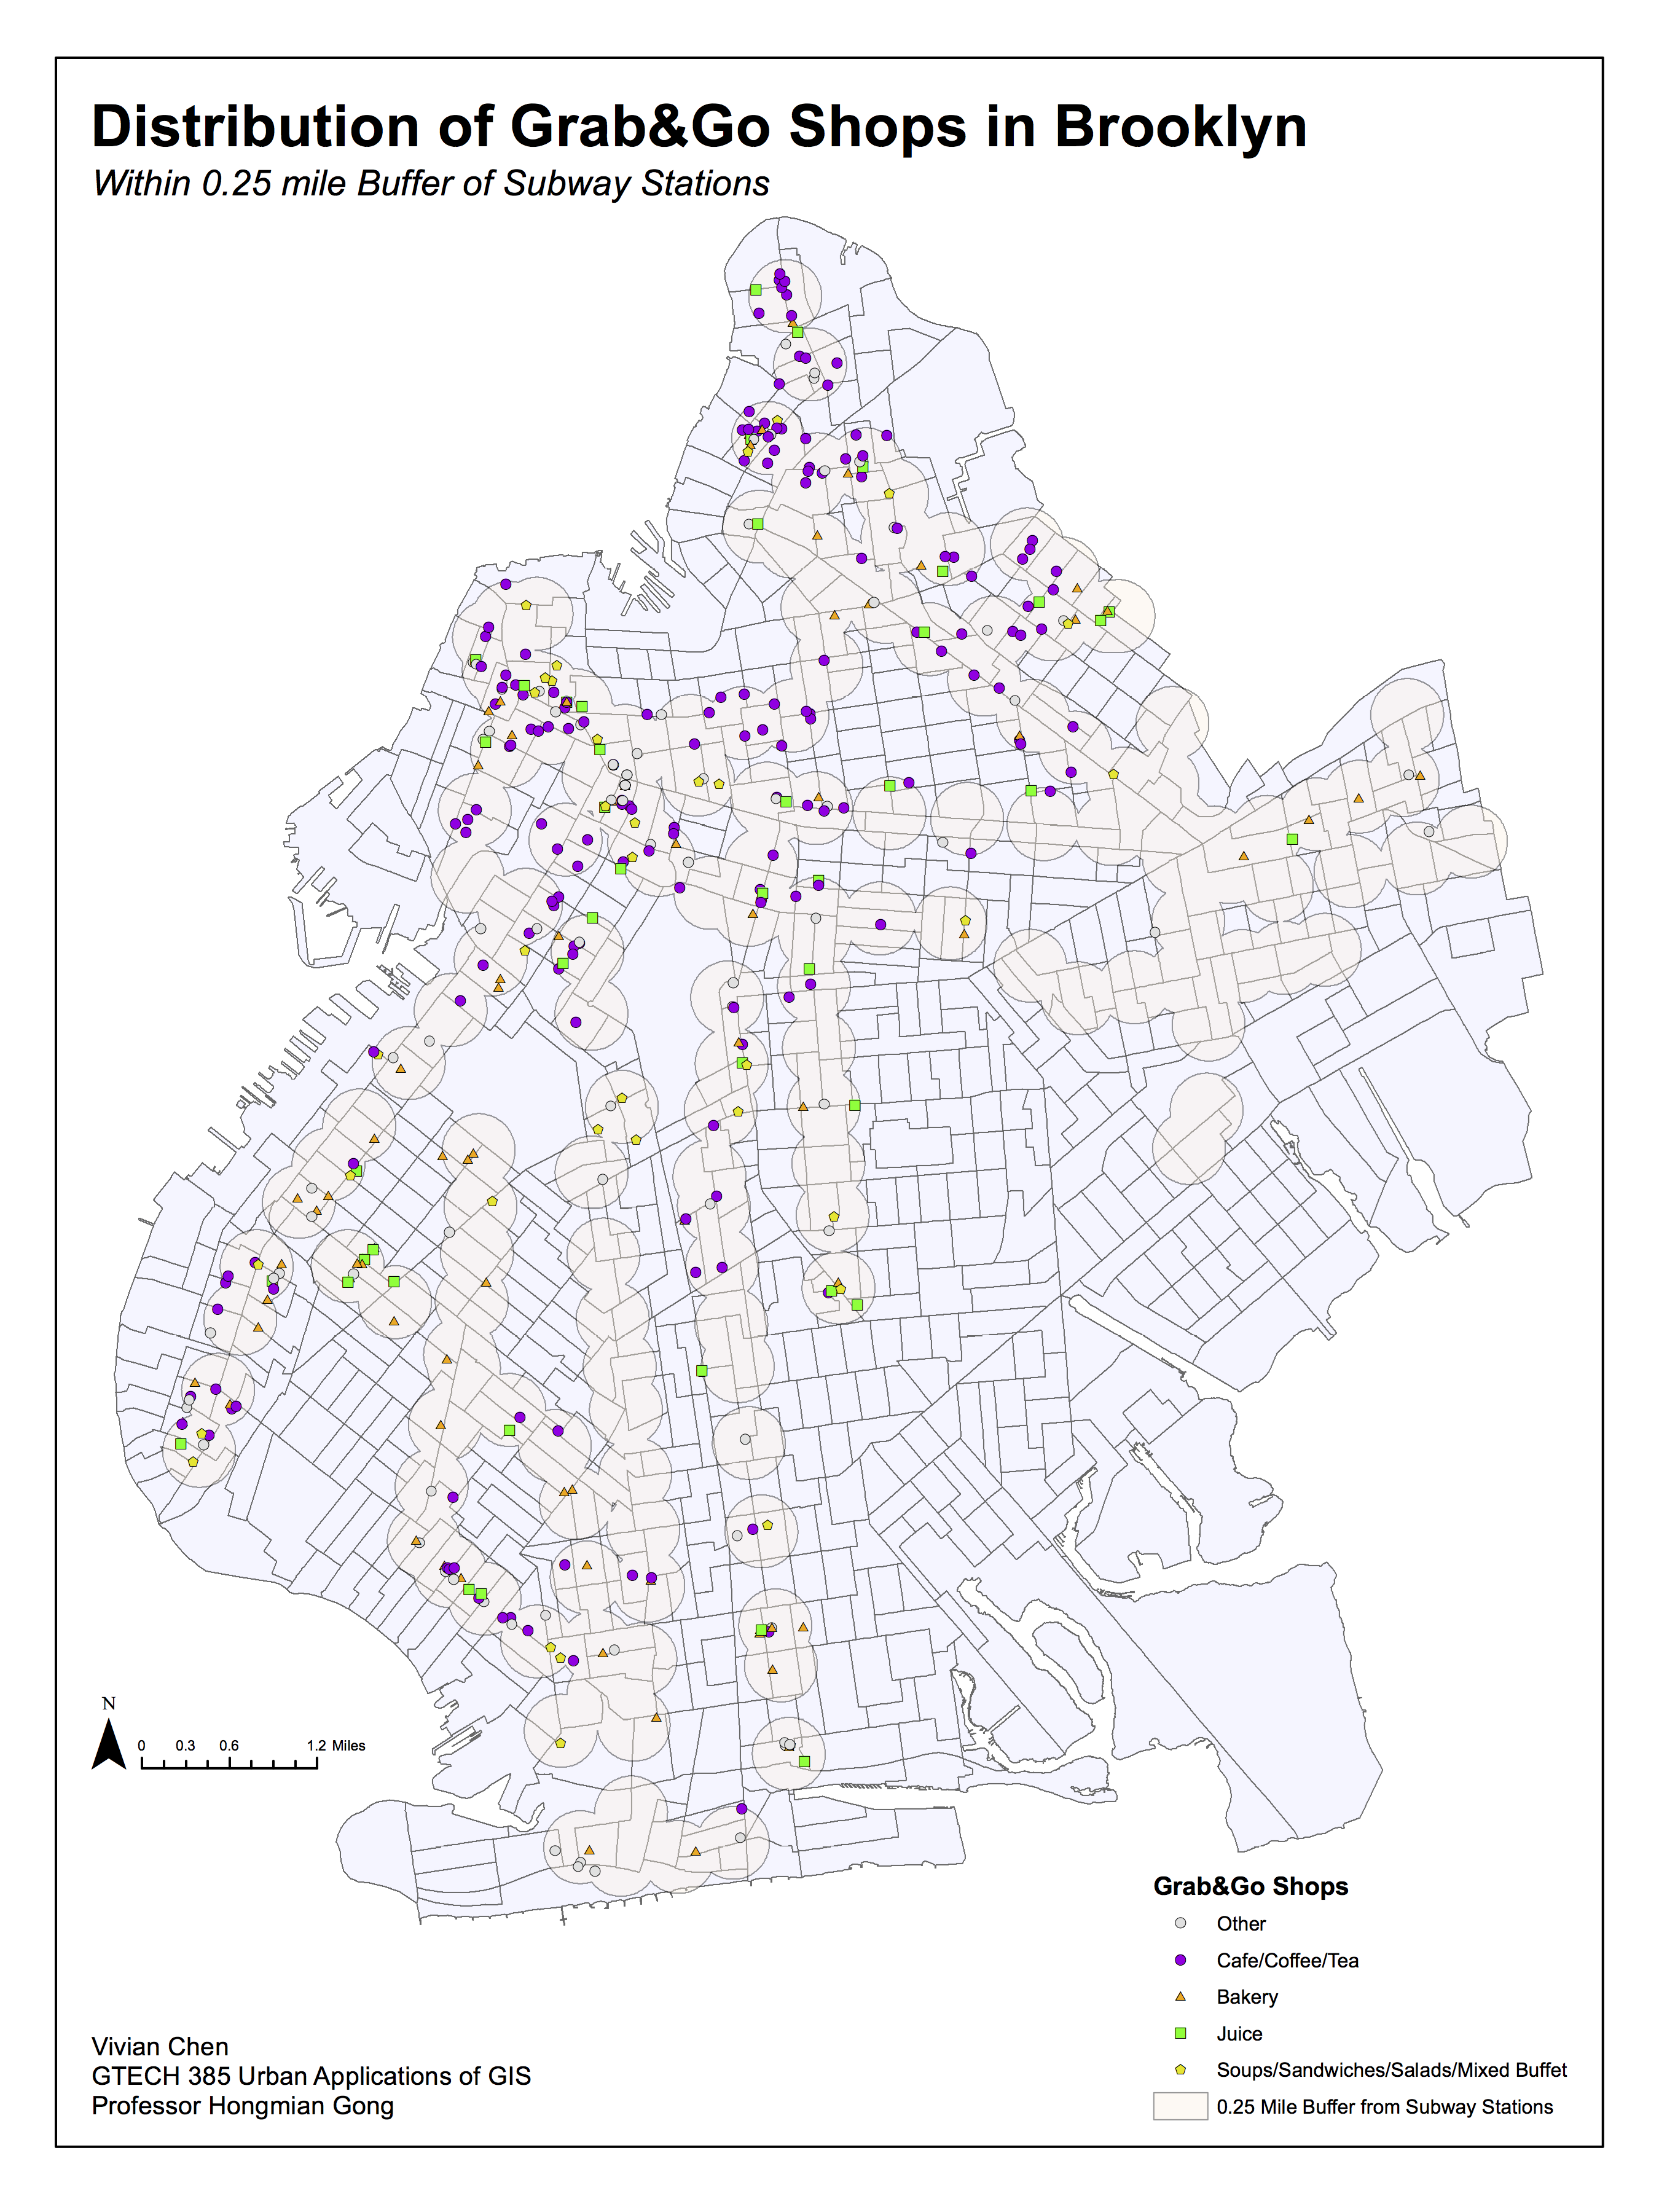 Distribution of Grab&Go Shops in Brooklyn
Within 0.25 mile Buffer of Subway Stations
N
0 0.3 0.6 1.2 Miles
Grab&Go Shops
Other
Cafe/Coffee/Tea
Bakery
Juice
Soups/Sandwiches/Salads/Mixed Buffet
0.25 Mile Buffer from Subway Stations
Vivian Chen
GTECH 385 Urban Applications of GIS
Professor Hongmian Gong